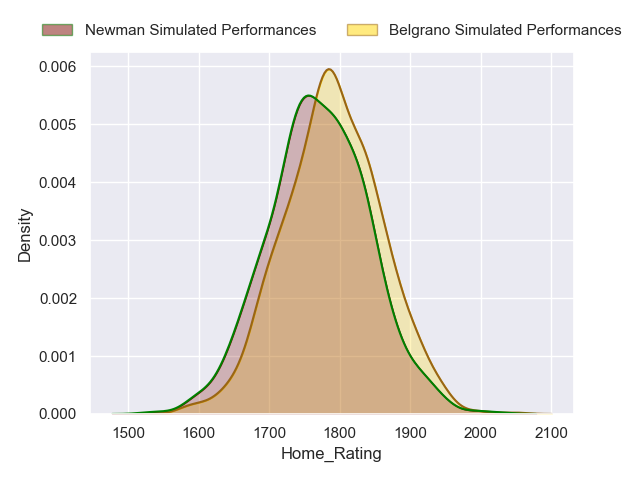 Newman Simulated Performances
Belgrano Simulated Performances
0.006
0.005
0.004
0.003
0.002
0.001
0.000
Density
1500 1600 1700 1800 1900 2000 2100
Home_Rating